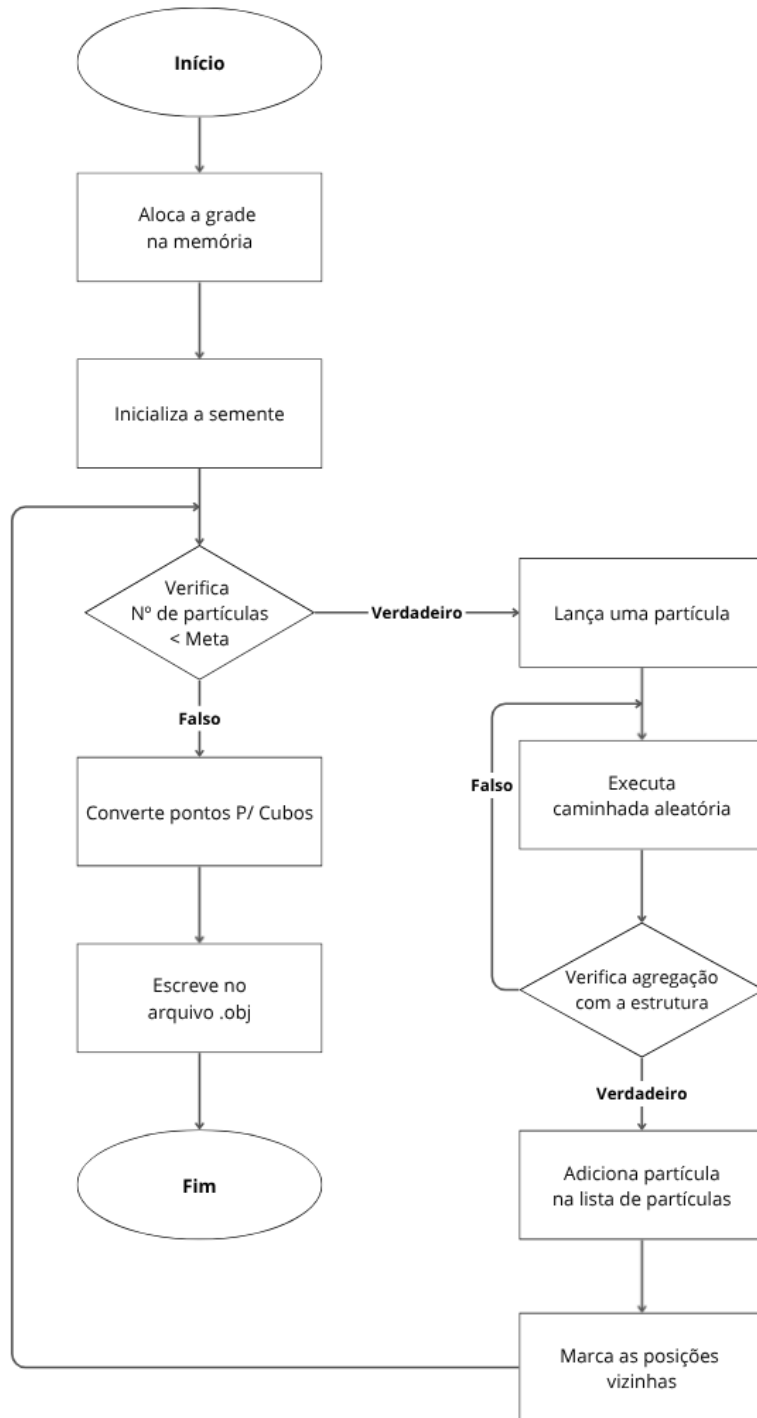 Início
Aloca a grade
na memória
Inicializa a semente
Verifica
Nº de partículas
< Meta
Verdadeiro
Lança uma partícula
Falso
Converte pontos P/ Cubos
Escreve no
arquivo .obj
Fim
Executa
caminhada aleatória
Falso
Verifica agregação
com a estrutura
Verdadeiro
Adiciona partícula
na lista de partículas
Marca as posições
vizinhas